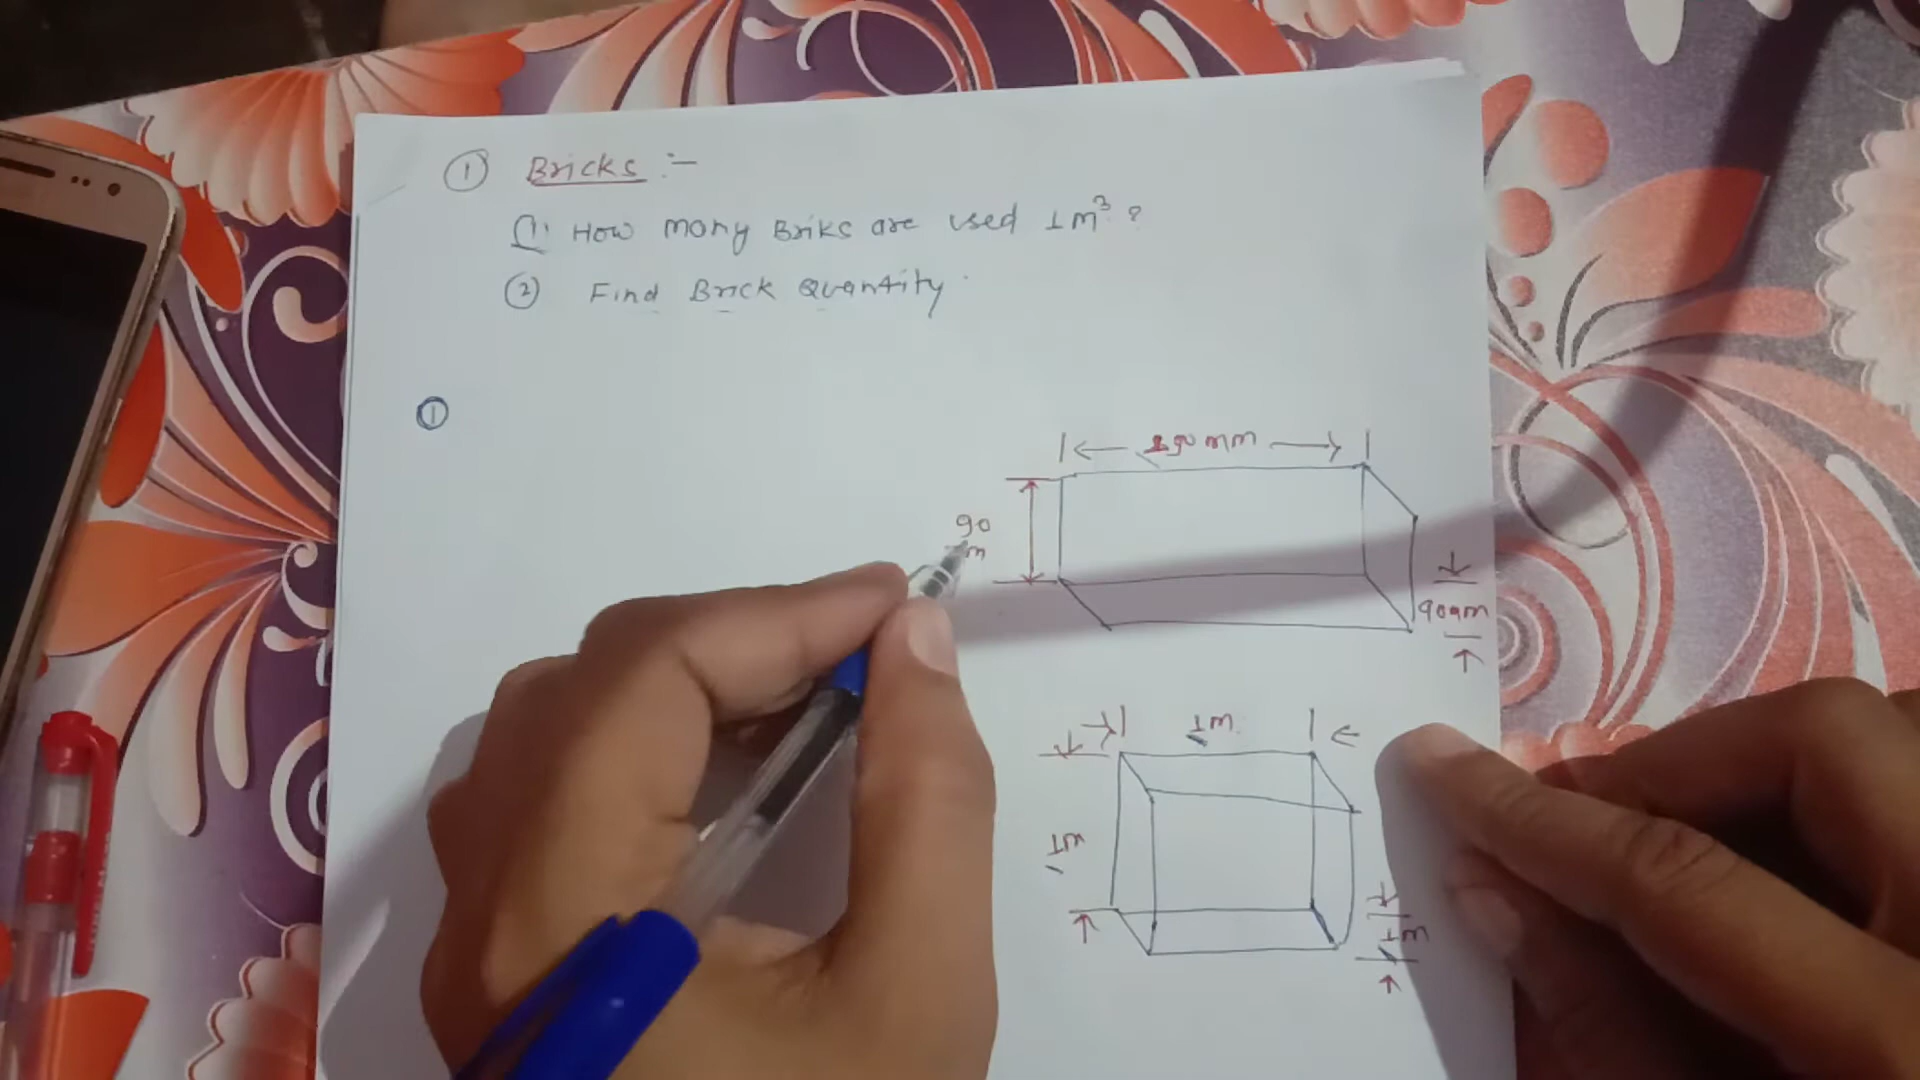 ① Bricks :-
Q1. How many Briks are used 1m³ ?
② Find Brick Quantity.
①
190 mm
90
90mm
1m
1m
1m